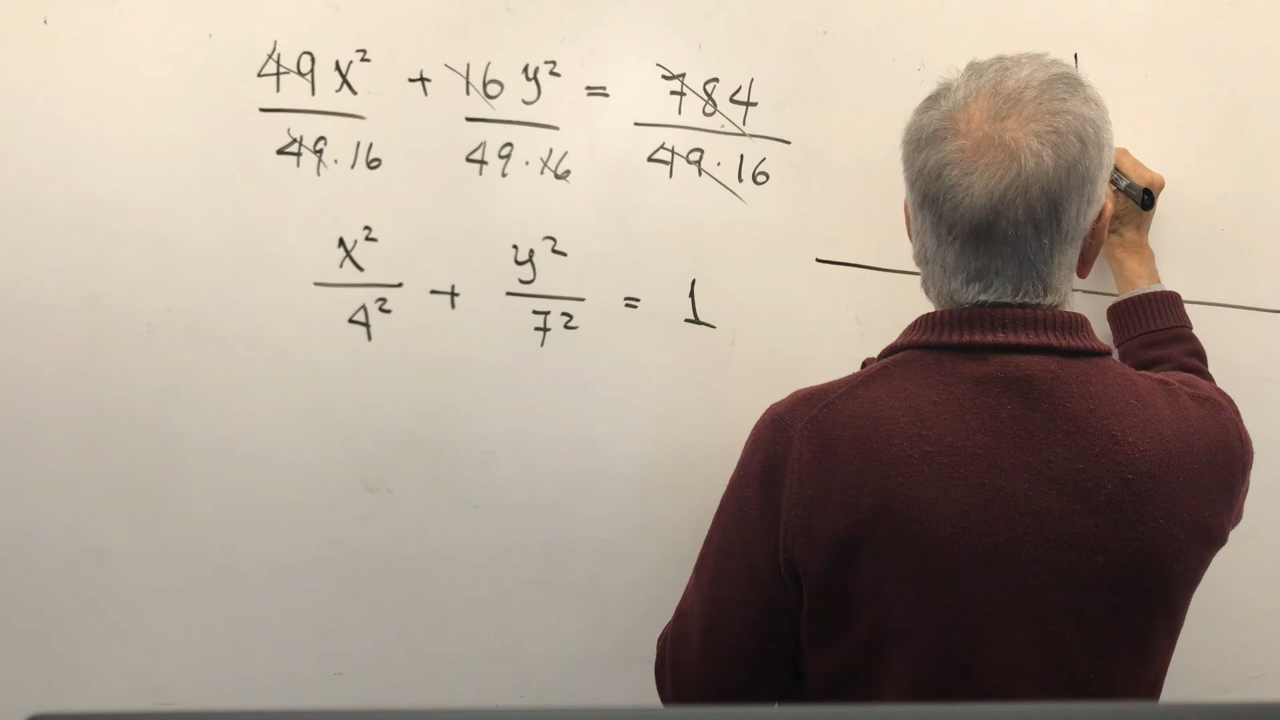 49x² + 16y² = 784
49·16 49·16 49·16
x² + y² = 1
4² 7²